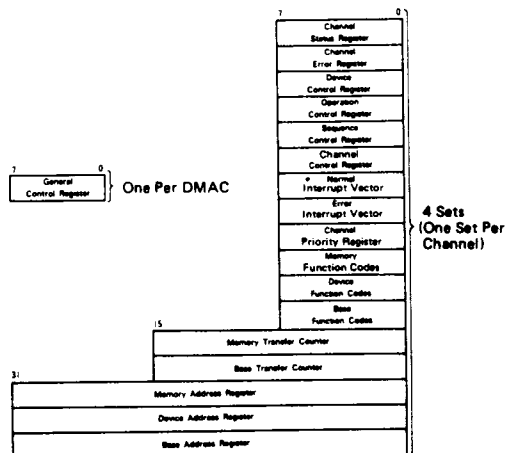 7 0
Channel
Status Register
Channel
Error Register
Device
Control Register
Operation
Control Register
Sequence
Control Register
Channel
Control Register
Normal
Interrupt Vector
Error
Interrupt Vector
Channel
Priority Register
Memory
Function Codes
Device
Function Codes
Base
Function Codes
7 0
General
Control Register
One Per DMAC
4 Sets
(One Set Per
Channel)
15
Memory Transfer Counter
Base Transfer Counter
31
Memory Address Register
Device Address Register
Base Address Register